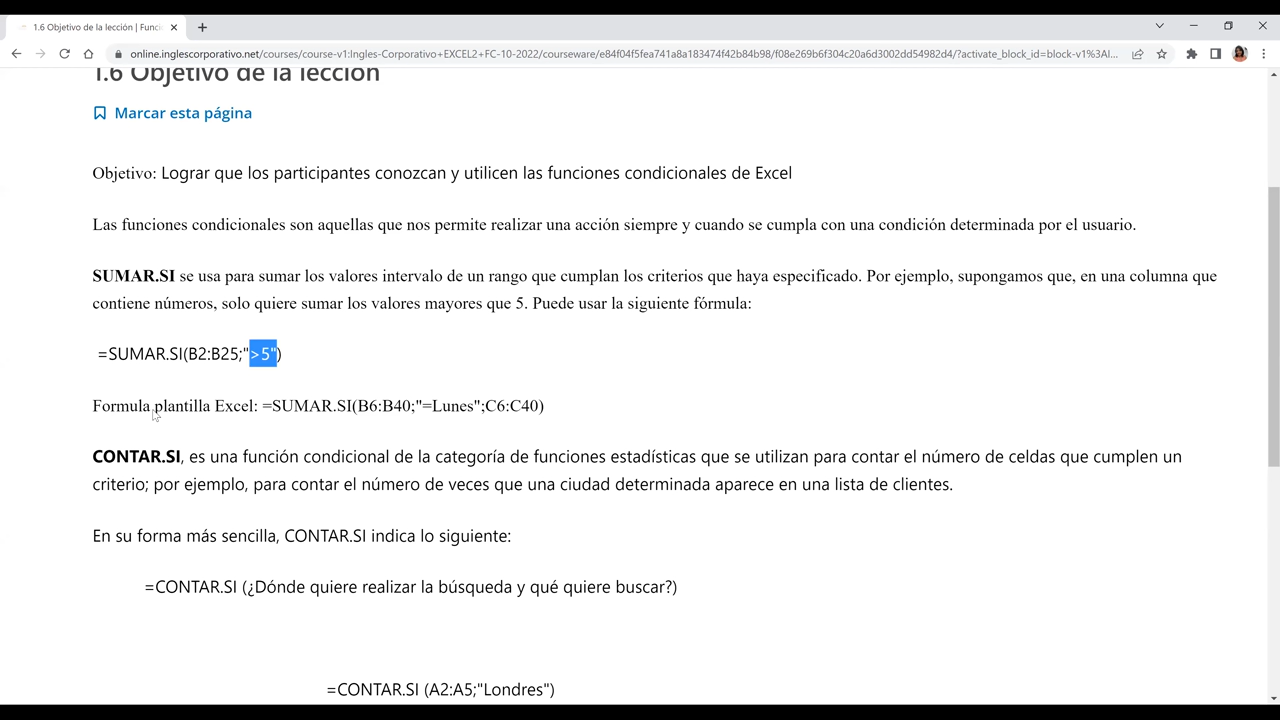 1.6 Objetivo de la lección | Func
online.inglescorporativo.net/courses/course-v1:Ingles-Corporativo+EXCEL2+FC-10-2022/courseware/e84f04f5fea741a8a183474f42b84b98/f08e269b6f304c20a6d3002dd54982d4/?activate_block_id=block-v1%3AI...
1.6 Objetivo de la lección
Marcar esta página
Objetivo: Lograr que los participantes conozcan y utilicen las funciones condicionales de Excel
Las funciones condicionales son aquellas que nos permite realizar una acción siempre y cuando se cumpla con una condición determinada por el usuario.
SUMAR.SI se usa para sumar los valores intervalo de un rango que cumplan los criterios que haya especificado. Por ejemplo, supongamos que, en una columna que
contiene números, solo quiere sumar los valores mayores que 5. Puede usar la siguiente fórmula:
=SUMAR.SI(B2:B25;">5")
Formula plantilla Excel: =SUMAR.SI(B6:B40;"=Lunes";C6:C40)
CONTAR.SI, es una función condicional de la categoría de funciones estadísticas que se utilizan para contar el número de celdas que cumplen un
criterio; por ejemplo, para contar el número de veces que una ciudad determinada aparece en una lista de clientes.
En su forma más sencilla, CONTAR.SI indica lo siguiente:
=CONTAR.SI (¿Dónde quiere realizar la búsqueda y qué quiere buscar?)
=CONTAR.SI (A2:A5;"Londres")